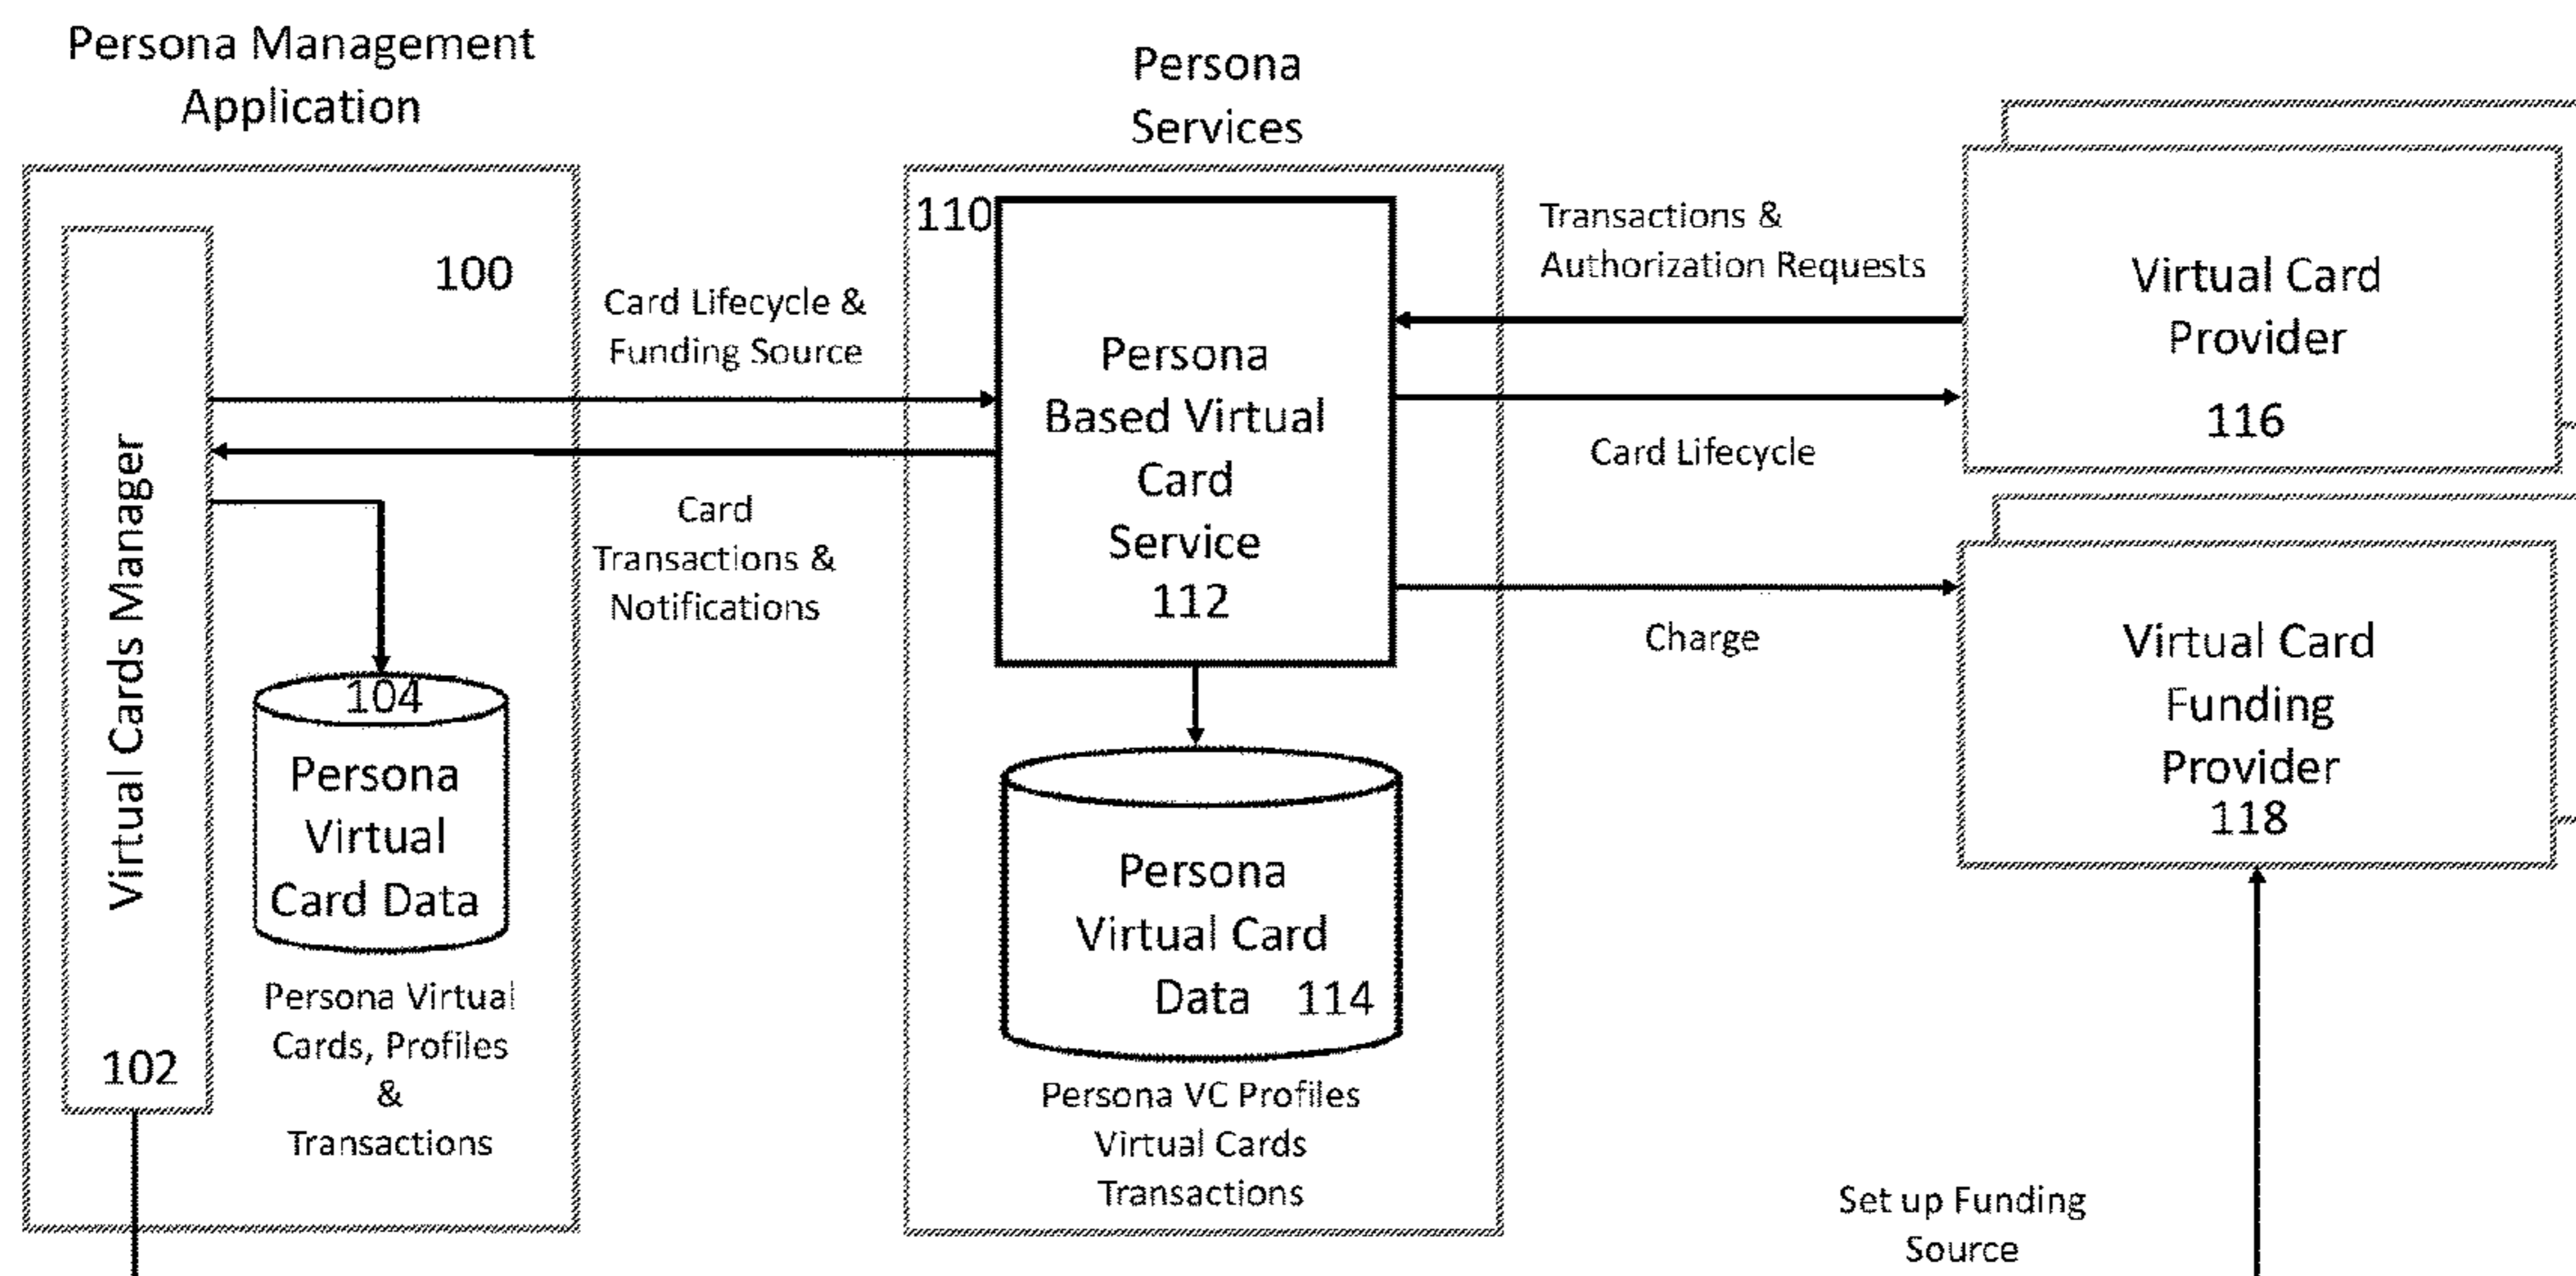 Persona Management
Application
100
Virtual Cards Manager
102
104
Persona
Virtual
Card Data
Persona Virtual
Cards, Profiles
&
Transactions
Card Lifecycle &
Funding Source
Card
Transactions &
Notifications
Persona
Services
110
Persona
Based Virtual
Card
Service
112
Persona
Virtual Card
Data 114
Persona VC Profiles
Virtual Cards
Transactions
Transactions &
Authorization Requests
Card Lifecycle
Charge
Virtual Card
Provider
116
Virtual Card
Funding
Provider
118
Set up Funding
Source